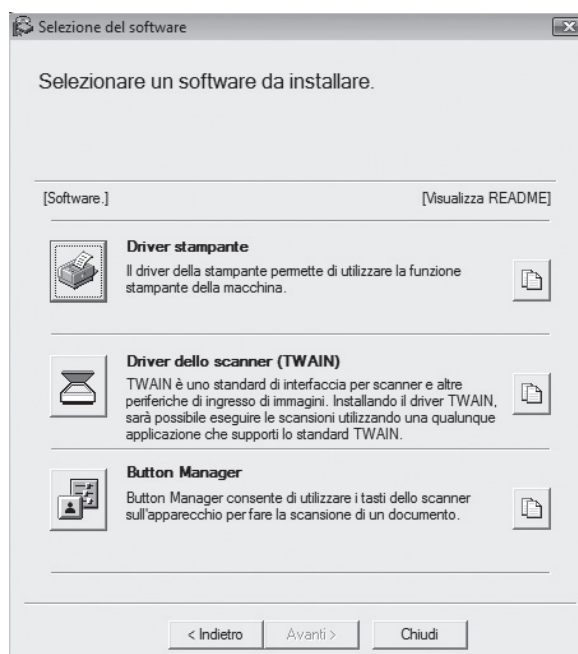 Selezione del software
Selezionare un software da installare.
[Software.] [Visualizza README]
Driver stampante
Il driver della stampante permette di utilizzare la funzione
stampante della macchina.
Driver dello scanner (TWAIN)
TWAIN è uno standard di interfaccia per scanner e altre
periferiche di ingresso di immagini. Installando il driver TWAIN,
sarà possibile eseguire le scansioni utilizzando una qualunque
applicazione che supporti lo standard TWAIN.
Button Manager
Button Manager consente di utilizzare i tasti dello scanner
sull'apparecchio per fare la scansione di un documento.
< Indietro Avanti > Chiudi